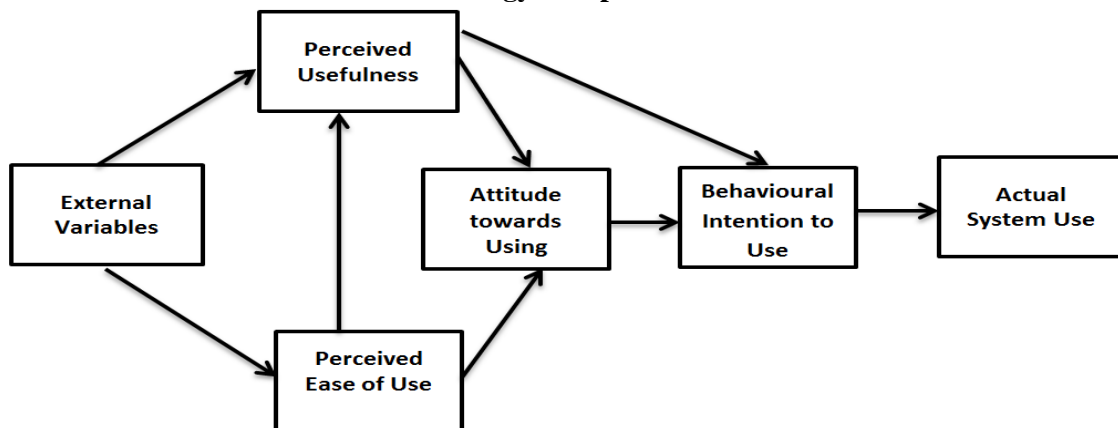 Perceived
Usefulness
External
Variables
Attitude
towards
Using
Behavioural
Intention to
Use
Actual
System Use
Perceived
Ease of Use